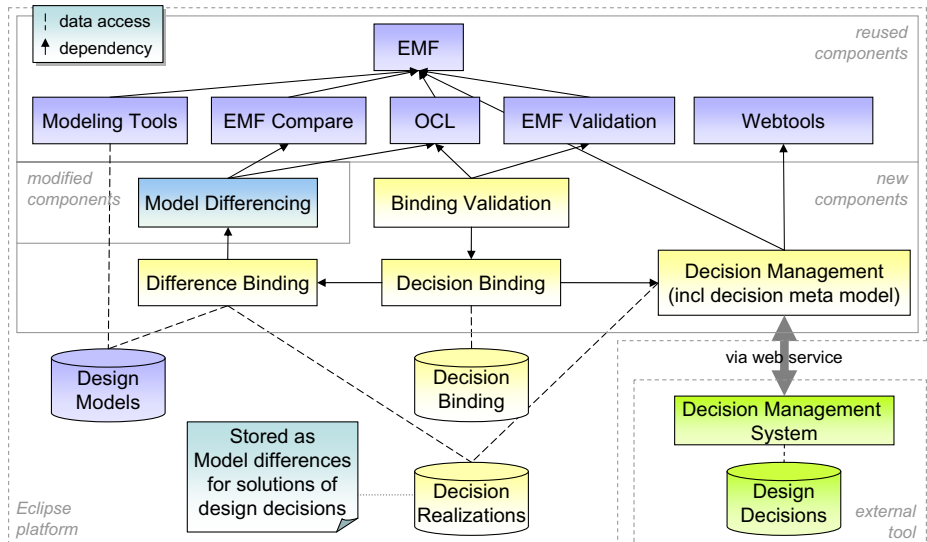 data access
dependency
EMF
reused
components
Modeling Tools
EMF Compare
OCL
EMF Validation
Webtools
modified
components
Model Differencing
Binding Validation
new
components
Difference Binding
Decision Binding
Decision Management
(incl decision meta model)
via web service
Design
Models
Decision
Binding
Decision Management
System
Stored as
Model differences
for solutions of
design decisions
Decision
Realizations
Design
Decisions
Eclipse
platform
external
tool